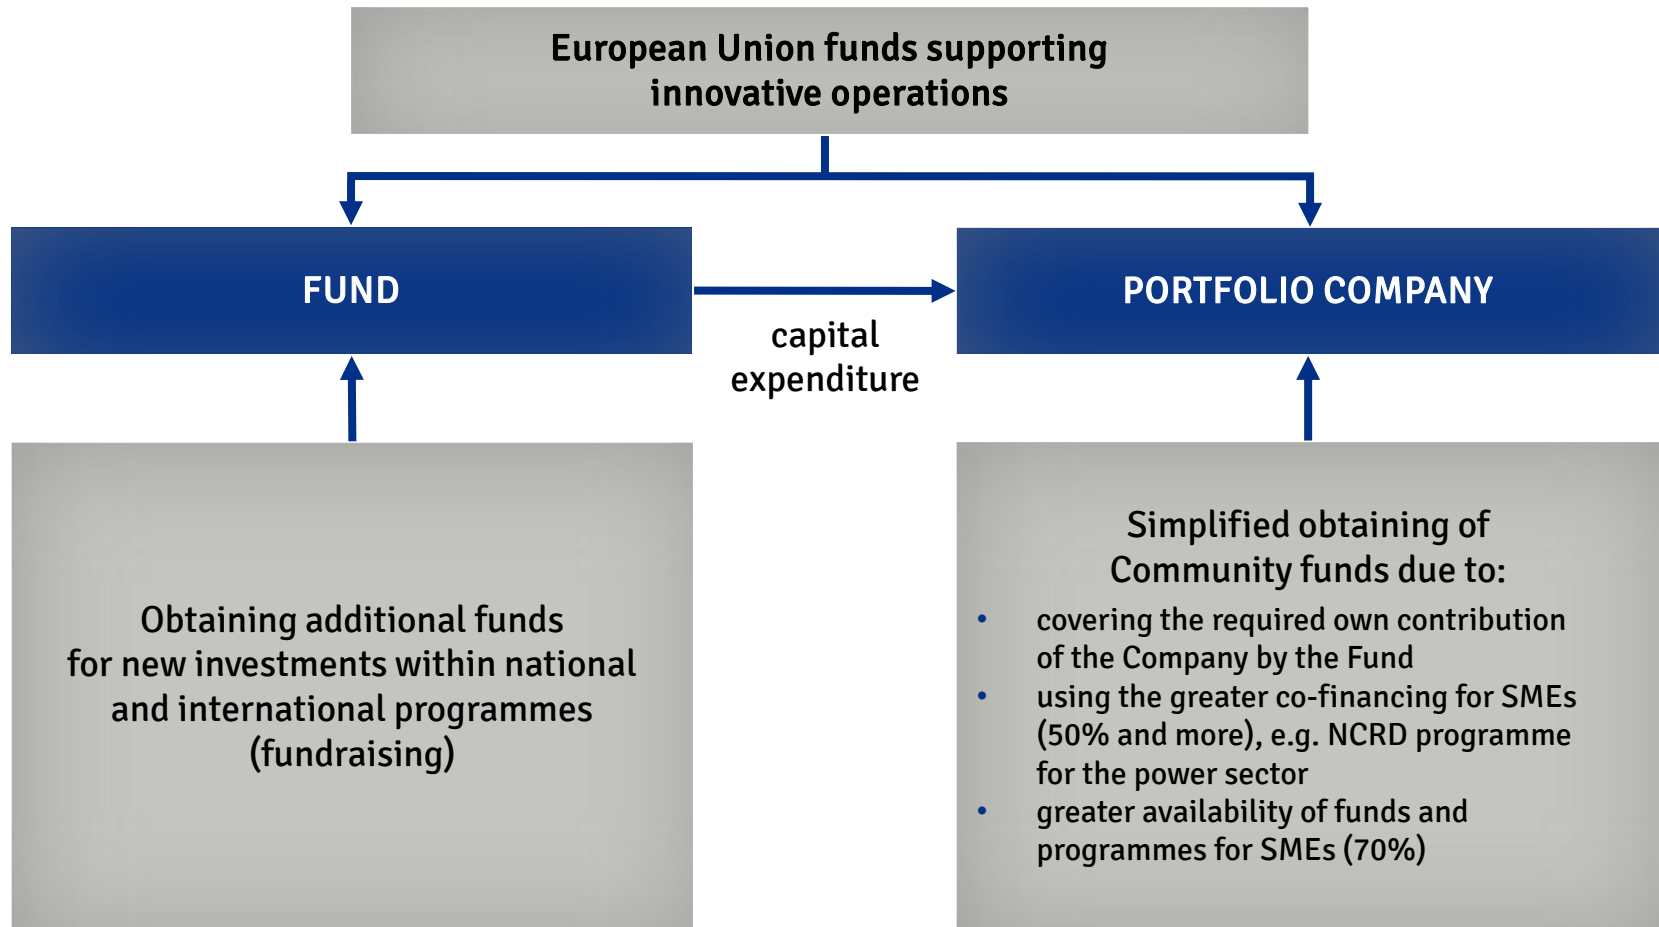 European Union funds supporting
innovative operations
FUND
PORTFOLIO COMPANY
capital
expenditure
Obtaining additional funds
for new investments within national
and international programmes
(fundraising)
Simplified obtaining of
Community funds due to:
• covering the required own contribution
of the Company by the Fund
• using the greater co-financing for SMEs
(50% and more), e.g. NCRD programme
for the power sector
• greater availability of funds and
programmes for SMEs (70%)